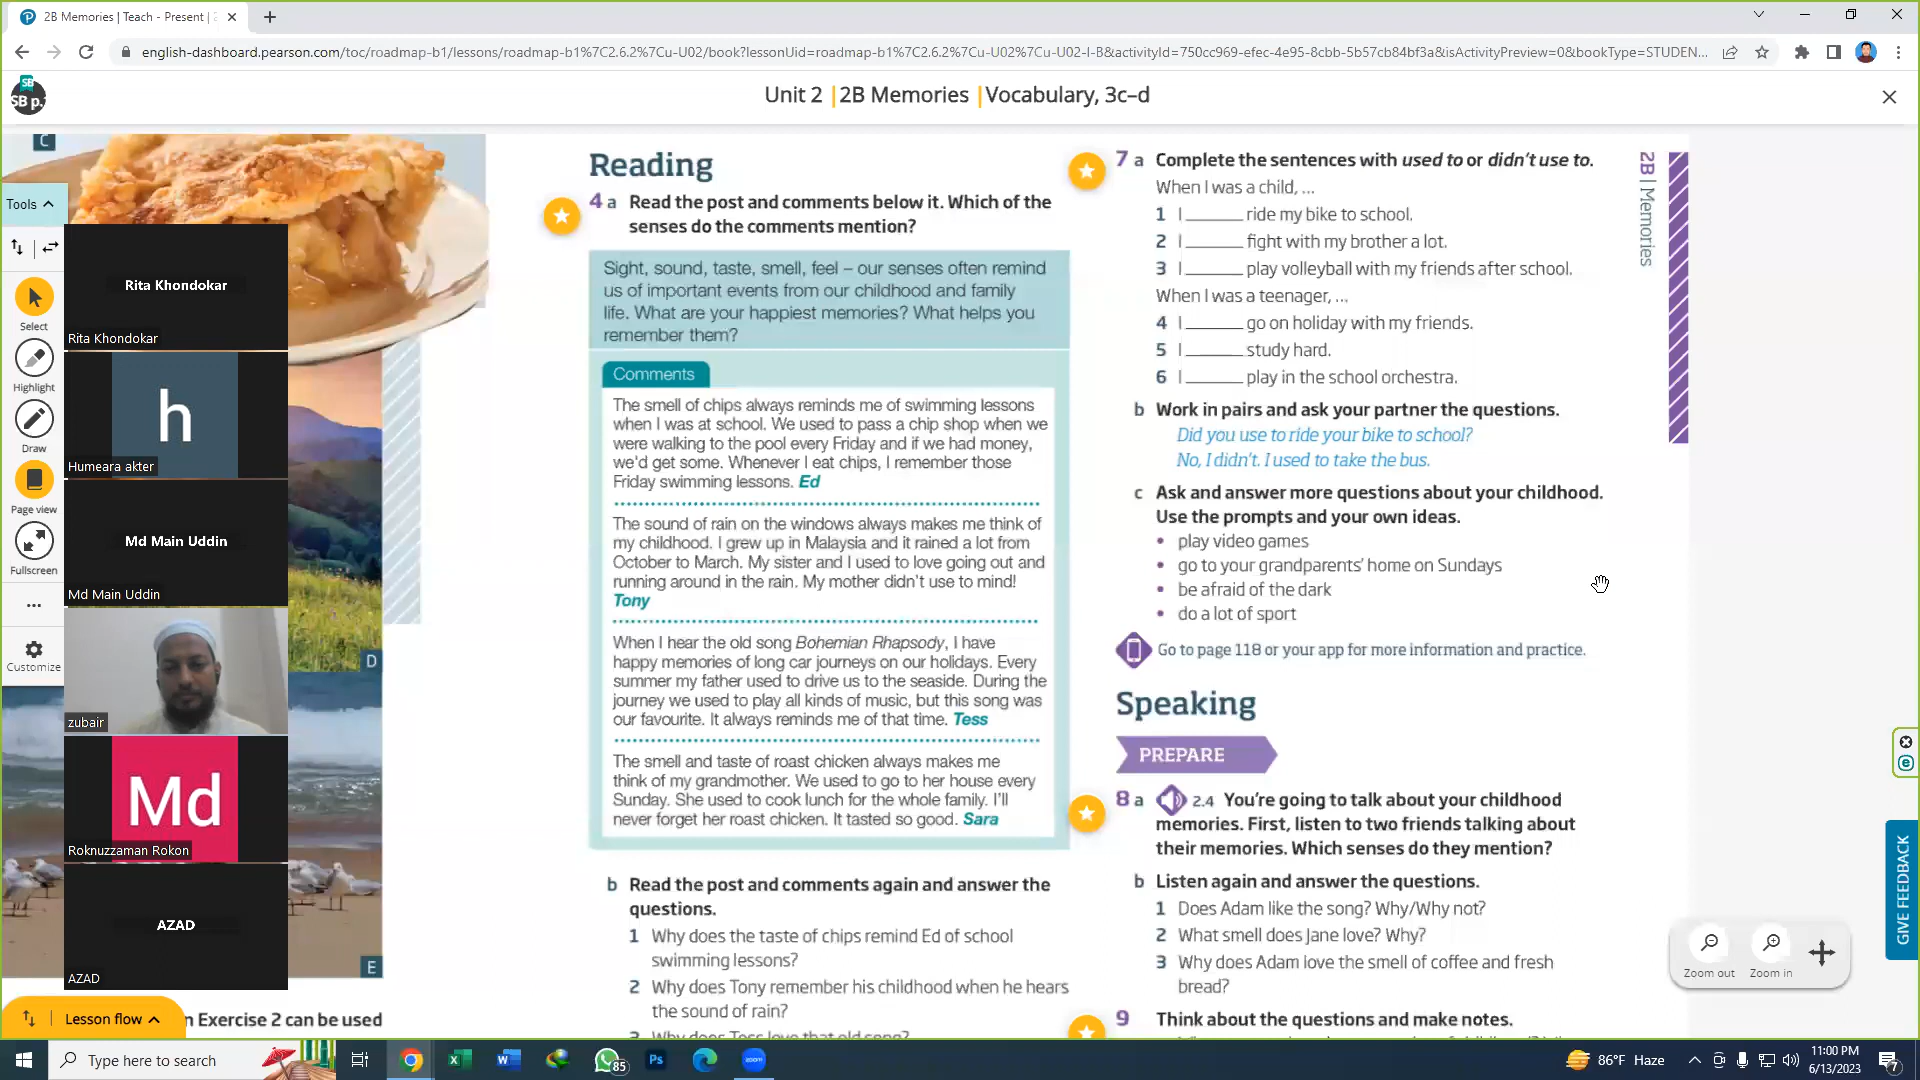 2B Memories | Teach - Present |
english-dashboard.pearson.com/toc/roadmap-b1/lessons/roadmap-b1%7C2.6.2%7Cu-U02/book?lessonUid=roadmap-b1%7C2.6.2%7Cu-U02%7Cu-U02-I-B&activityId=750cc969-efec-4e95-8cbb-5b57cb84bf3a&isActivityPreview=0&bookType=STUDEN...
SB
SB p.
Unit 2 | 2B Memories | Vocabulary, 3c–d
C
Tools
Select
Highlight
Draw
Page view
Fullscreen
Customize
Rita Khondokar
Rita Khondokar
h
Humeara akter
Md Main Uddin
Md Main Uddin
zubair
Md
Roknuzzaman Rokon
AZAD
AZAD
D
E
Lesson flow
n Exercise 2 can be used
Reading
4 a Read the post and comments below it. Which of the
senses do the comments mention?
Sight, sound, taste, smell, feel – our senses often remind
us of important events from our childhood and family
life. What are your happiest memories? What helps you
remember them?
Comments
The smell of chips always reminds me of swimming lessons
when I was at school. We used to pass a chip shop when we
were walking to the pool every Friday and if we had money,
we'd get some. Whenever I eat chips, I remember those
Friday swimming lessons. Ed
The sound of rain on the windows always makes me think of
my childhood. I grew up in Malaysia and it rained a lot from
October to March. My sister and I used to love going out and
running around in the rain. My mother didn't use to mind!
Tony
When I hear the old song Bohemian Rhapsody, I have
happy memories of long car journeys on our holidays. Every
summer my father used to drive us to the seaside. During the
journey we used to play all kinds of music, but this song was
our favourite. It always reminds me of that time. Tess
The smell and taste of roast chicken always makes me
think of my grandmother. We used to go to her house every
Sunday. She used to cook lunch for the whole family. I'll
never forget her roast chicken. It tasted so good. Sara
b Read the post and comments again and answer the
questions.
1 Why does the taste of chips remind Ed of school
swimming lessons?
2 Why does Tony remember his childhood when he hears
the sound of rain?
3 Why does Tess love that old song?
7 a Complete the sentences with used to or didn't use to.
When I was a child, ...
1 I ______ ride my bike to school.
2 I ______ fight with my brother a lot.
3 I ______ play volleyball with my friends after school.
When I was a teenager, ...
4 I ______ go on holiday with my friends.
5 I ______ study hard.
6 I ______ play in the school orchestra.
b Work in pairs and ask your partner the questions.
Did you use to ride your bike to school?
No, I didn't. I used to take the bus.
c Ask and answer more questions about your childhood.
Use the prompts and your own ideas.
• play video games
• go to your grandparents' home on Sundays
• be afraid of the dark
• do a lot of sport
Go to page 118 or your app for more information and practice.
Speaking
PREPARE
8 a 2.4 You're going to talk about your childhood
memories. First, listen to two friends talking about
their memories. Which senses do they mention?
b Listen again and answer the questions.
1 Does Adam like the song? Why/Why not?
2 What smell does Jane love? Why?
3 Why does Adam love the smell of coffee and fresh
bread?
9 Think about the questions and make notes.
2B | Memories
GIVE FEEDBACK
Zoom out
Zoom in
Type here to search
85
zoom
86°F Haze
11:00 PM
6/13/2023
7